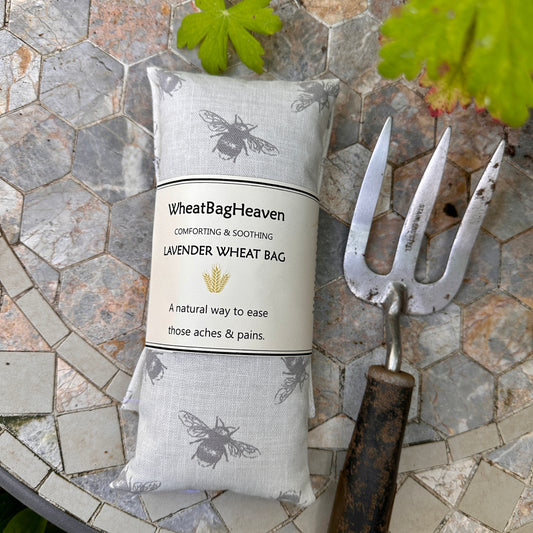 WheatBagHeaven
COMFORTING & SOOTHING
LAVENDER WHEAT BAG
A natural way to ease
those aches & pains.